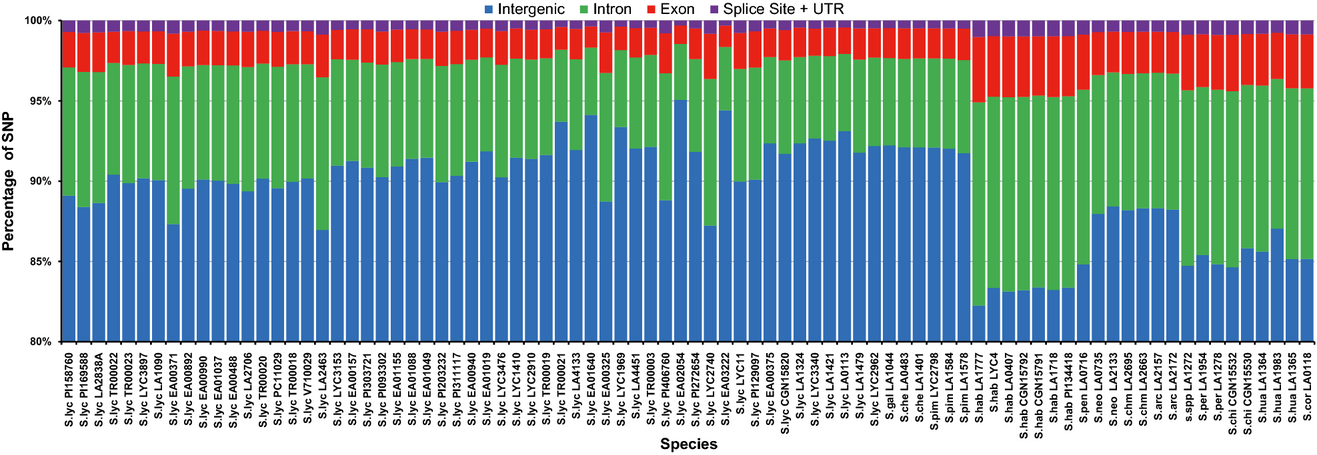 Intergenic Intron Exon Splice Site + UTR
Percentage of SNP
100%
95%
90%
85%
80%
S.lyc PI158760
S.lyc PI169588
S.lyc LA2838A
S.lyc TR00022
S.lyc TR00023
S.lyc LYC3897
S.lyc LA1090
S.lyc EA00371
S.lyc EA00892
S.lyc EA00990
S.lyc EA01037
S.lyc EA00488
S.lyc LA2706
S.lyc TR00020
S.lyc PC11029
S.lyc TR00018
S.lyc V710029
S.lyc LA2463
S.lyc LYC3153
S.lyc EA00157
S.lyc PI303721
S.lyc PI093302
S.lyc EA01155
S.lyc EA01088
S.lyc EA01049
S.lyc PI203232
S.lyc PI311117
S.lyc EA00940
S.lyc EA01019
S.lyc LYC3476
S.lyc LYC1410
S.lyc LYC2910
S.lyc TR00019
S.lyc TR00021
S.lyc LA4133
S.lyc EA01640
S.lyc EA00325
S.lyc LYC1969
S.lyc LA4451
S.lyc TR00003
S.lyc PI406760
S.lyc EA02054
S.lyc PI272654
S.lyc LYC2740
S.lyc EA03222
S.lyc LYC11
S.lyc PI129097
S.lyc EA00375
S.lyc CGN15820
S.lyc LA1324
S.lyc LYC3340
S.lyc LA1421
S.lyc LA0113
S.lyc LA1479
S.lyc LYC2962
S.gal LA1044
S.che LA0483
S.che LA1401
S.pim LYC2798
S.pim LA1584
S.pim LA1578
S.hab LA1777
S.hab LYC4
S.hab LA0407
S.hab CGN15792
S.hab CGN15791
S.hab LA1718
S.hab PI134418
S.pen LA0716
S.neo LA0735
S.neo LA2133
S.chm LA2695
S.chm LA2663
S.arc LA2157
S.arc LA2172
S.spp LA1272
S.per LA1954
S.per LA1278
S.chi CGN15532
S.chi CGN15530
S.hua LA1364
S.hua LA1983
S.hua LA1365
S.cor LA0118
Species